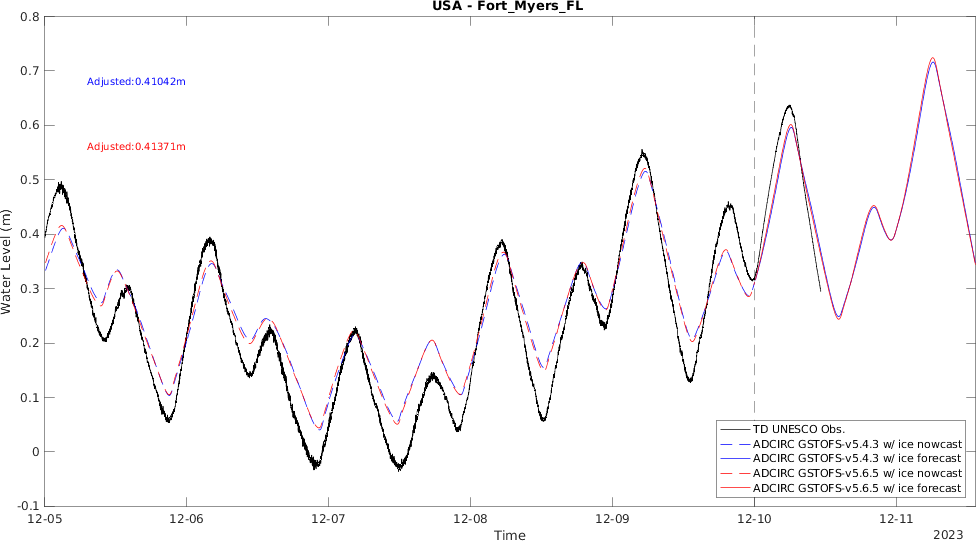 USA - Fort_Myers_FL
0.8
0.7
0.6
0.5
0.4
0.3
0.2
0.1
0
-0.1
Water Level (m)
Adjusted:0.41042m
Adjusted:0.41371m
TD UNESCO Obs.
ADCIRC GSTOFS-v5.4.3 w/ ice nowcast
ADCIRC GSTOFS-v5.4.3 w/ ice forecast
ADCIRC GSTOFS-v5.6.5 w/ ice nowcast
ADCIRC GSTOFS-v5.6.5 w/ ice forecast
12-05 12-06 12-07 12-08 12-09 12-10 12-11
Time
2023